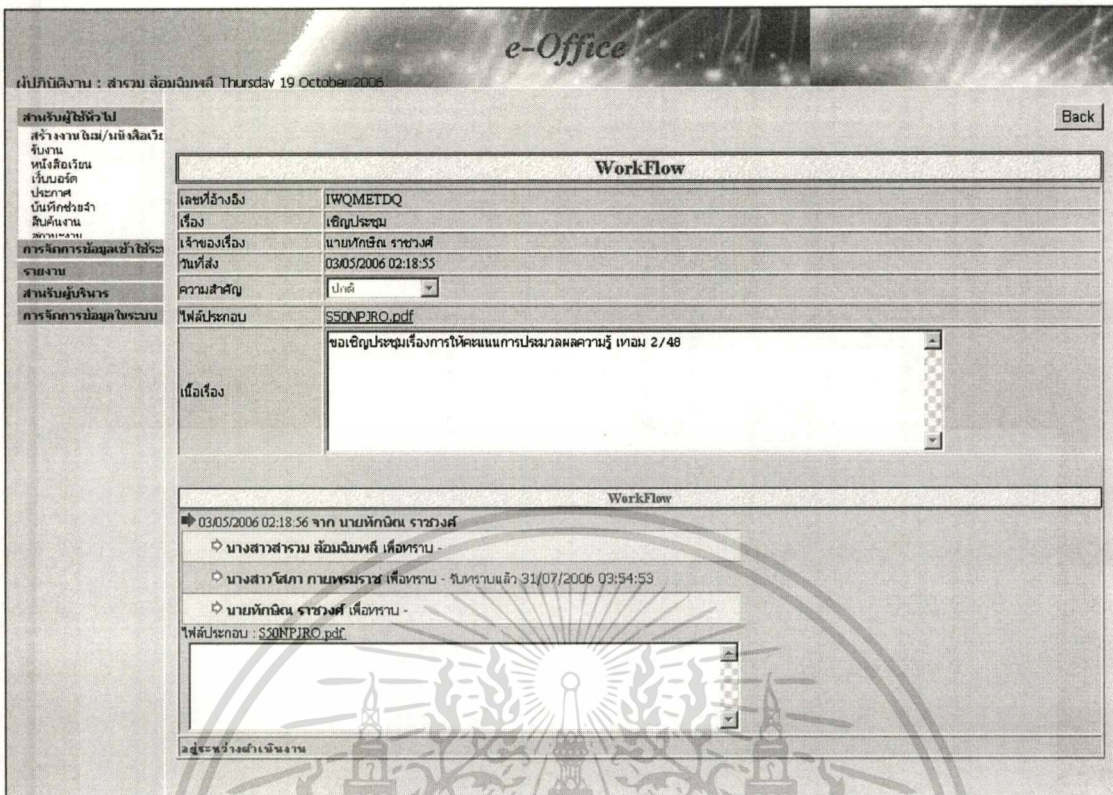 e-Office
ผู้ปฏิบัติงาน : สารวม ล้อมฉิมพลี Thursday 19 October 2006
Back
สำหรับผู้ใช้ทั่วไป
สร้างงานใหม่/หนังสือเวีย
รับงาน
หนังสือเวียน
เว็บบอร์ด
ประกาศ
บันทึกช่วยจำ
สืบค้นงาน
สถานะงาน
การจัดการข้อมูลเข้าใช้ระ
รายงาน
สำหรับผู้บริหาร
การจัดการข้อมูลในระบบ
WorkFlow
เลขที่อ้างอิง IWQMETDQ
เรื่อง เชิญประชุม
เจ้าของเรื่อง นายทักษิณ ราชวงศ์
วันที่ส่ง 03/05/2006 02:18:55
ความสำคัญ ปกติ
ไฟล์ประกอบ S50NPJRO.pdf
เนื้อเรื่อง ขอเชิญประชุมเรื่องการให้คะแนนการประมวลผลความรู้ เทอม 2/48
WorkFlow
03/05/2006 02:18:56 จาก นายทักษิณ ราชวงศ์
นางสาวสารวม ล้อมฉิมพลี เพื่อทราบ -
นางสาวโสภา กายพรมราช เพื่อทราบ - รับทราบแล้ว 31/07/2006 03:54:53
นายทักษิณ ราชวงศ์ เพื่อทราบ -
ไฟล์ประกอบ : S50NPJRO.pdf
อยู่ระหว่างดำเนินงาน